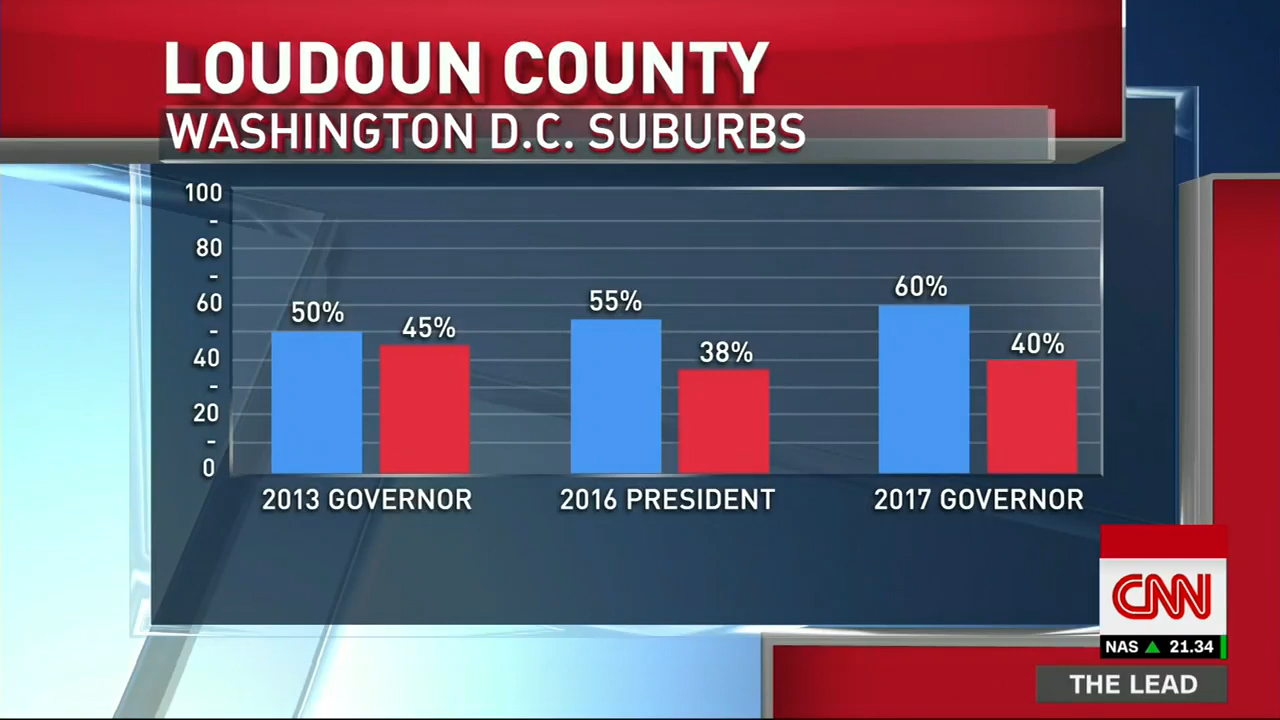 LOUDOUN COUNTY
WASHINGTON D.C. SUBURBS
100
-
80
-
60
-
40
-
20
-
0
50%
45%
55%
38%
60%
40%
2013 GOVERNOR
2016 PRESIDENT
2017 GOVERNOR
CNN
NAS ▲ 21.34
THE LEAD